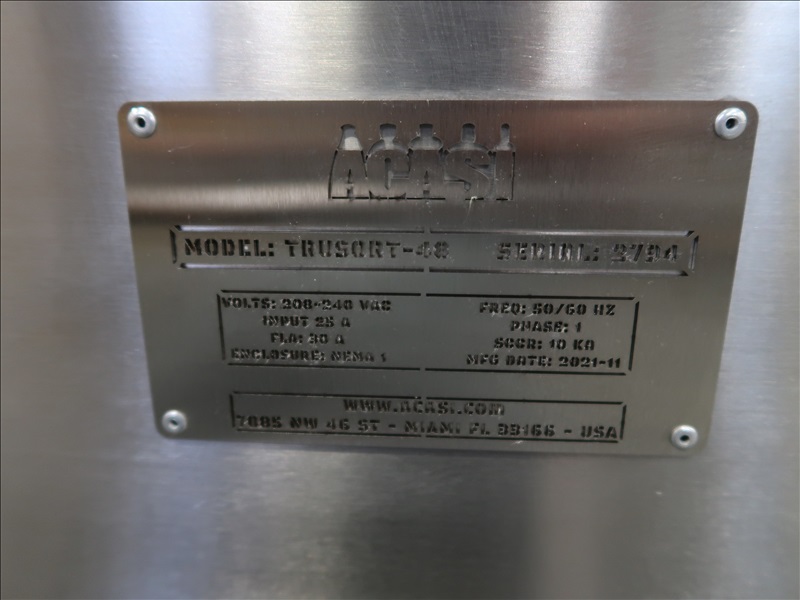 ACASI
MODEL: TRUSORT-48 SERIAL: 9794
VOLTS: 208-240 VAC
INPUT 25 A
FLA: 30 A
ENCLOSURE: NEMA 1
FREQ: 50/60 HZ
PHASE: 1
SCCR: 10 KA
MFG DATE: 2021-11
WWW.ACASI.COM
7885 NW 46 ST - MIAMI FL 33166 - USA